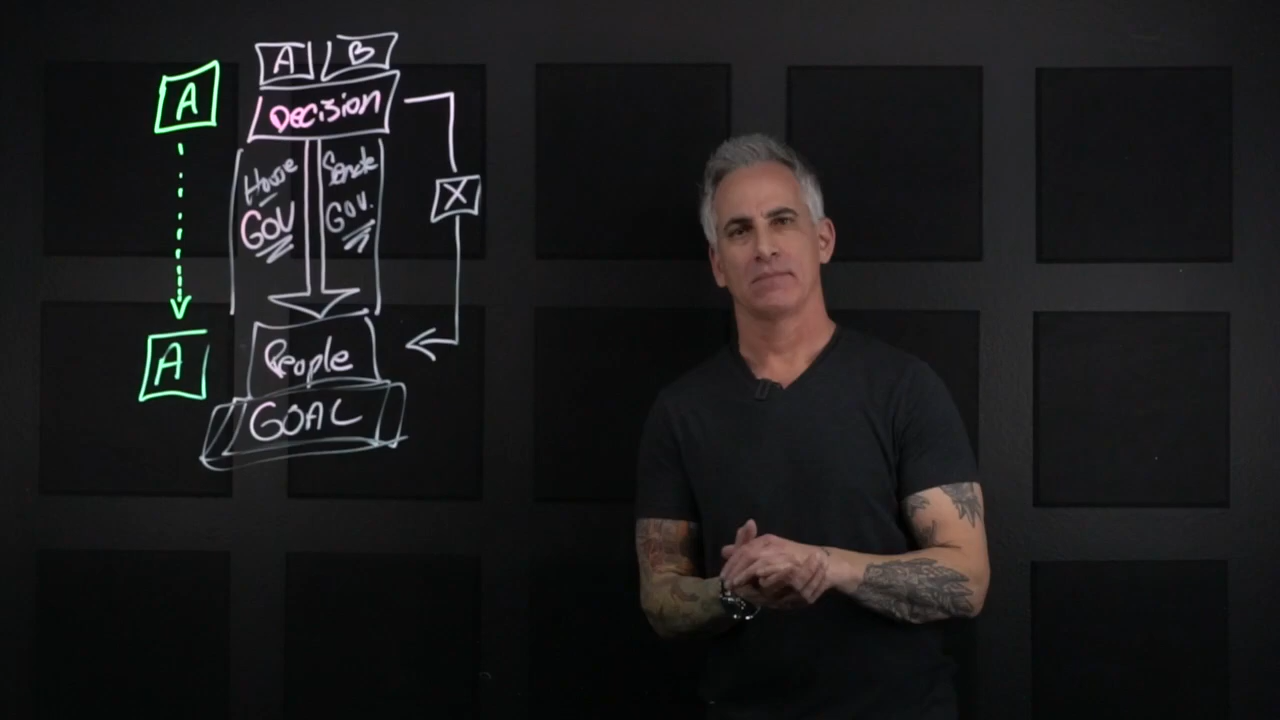 A B
A
Decision
House Senate
GOV GOV.
X
People
A
GOAL